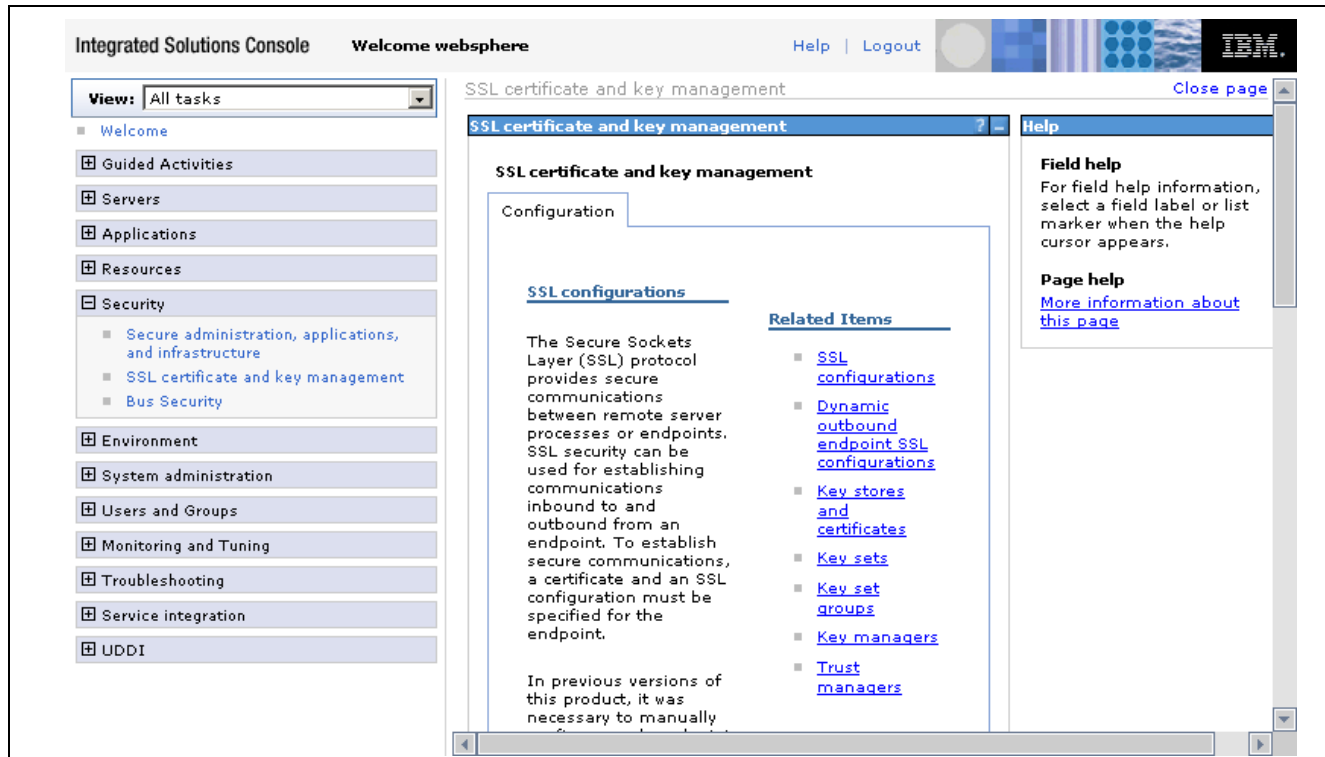 Integrated Solutions Console Welcome websphere Help | Logout IBM.
View: All tasks
Welcome
Guided Activities
Servers
Applications
Resources
Security
Secure administration, applications,
and infrastructure
SSL certificate and key management
Bus Security
Environment
System administration
Users and Groups
Monitoring and Tuning
Troubleshooting
Service integration
UDDI
SSL certificate and key management Close page
SSL certificate and key management ? -
SSL certificate and key management
Configuration
SSL configurations
The Secure Sockets
Layer (SSL) protocol
provides secure
communications
between remote server
processes or endpoints.
SSL security can be
used for establishing
communications
inbound to and
outbound from an
endpoint. To establish
secure communications,
a certificate and an SSL
configuration must be
specified for the
endpoint.
In previous versions of
this product, it was
necessary to manually
Related Items
SSL
configurations
Dynamic
outbound
endpoint SSL
configurations
Key stores
and
certificates
Key sets
Key set
groups
Key managers
Trust
managers
Help
Field help
For field help information,
select a field label or list
marker when the help
cursor appears.
Page help
More information about
this page